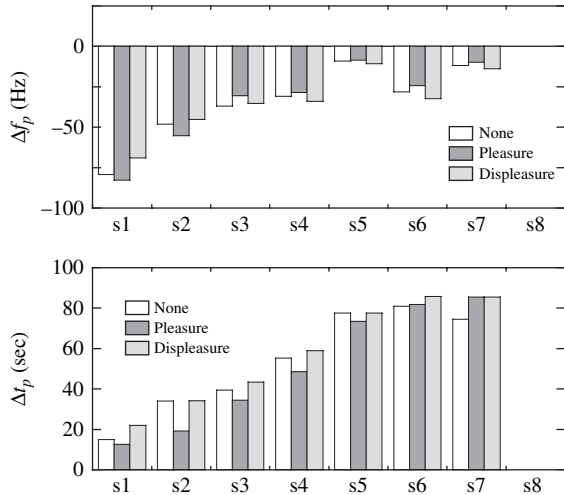 0
−50
−100
Δf_p (Hz)
None
Pleasure
Displeasure
s1 s2 s3 s4 s5 s6 s7 s8
100
80
60
40
20
0
Δt_p (sec)
None
Pleasure
Displeasure
s1 s2 s3 s4 s5 s6 s7 s8